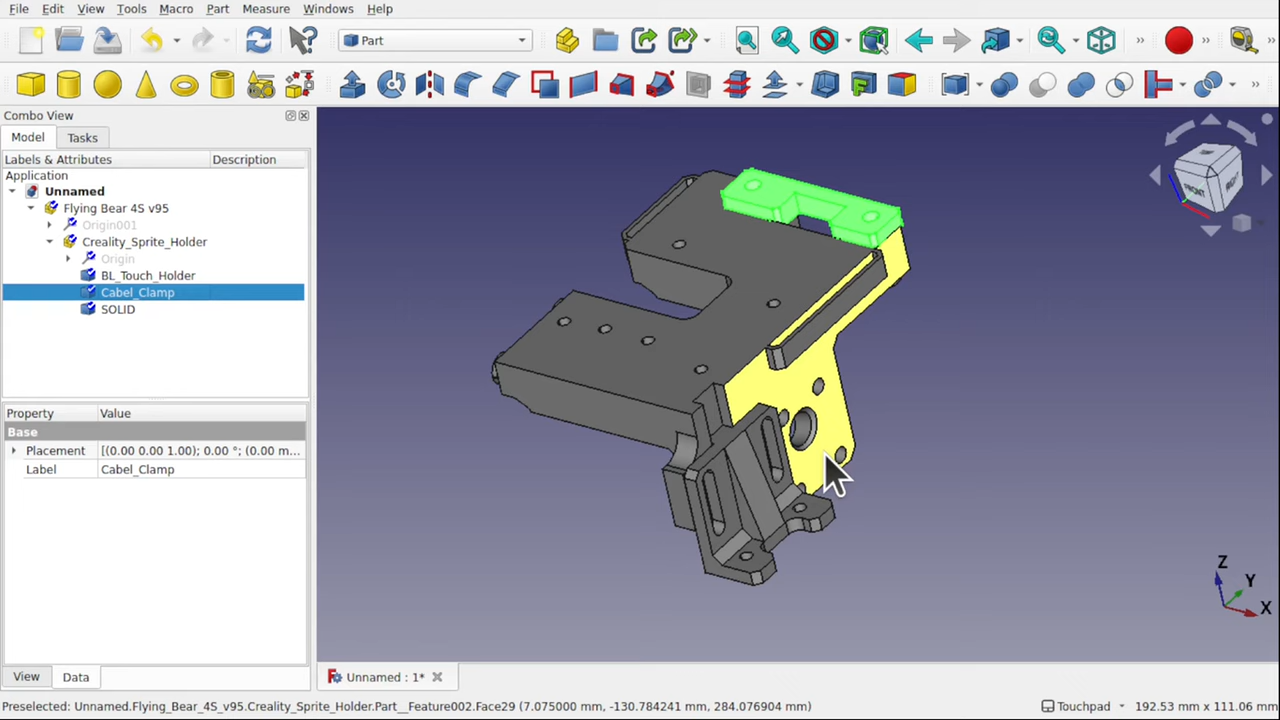 File Edit View Tools Macro Part Measure Windows Help
Part
Combo View
Model Tasks
Labels & Attributes Description
Application
Unnamed
Flying Bear 4S v95
Origin001
Creality_Sprite_Holder
Origin
BL_Touch_Holder
Cabel_Clamp
SOLID
Property Value
Base
Placement [(0.00 0.00 1.00); 0.00 °; (0.00 m...
Label Cabel_Clamp
FRONT
Z
Y
X
View Data
Unnamed : 1*
Preselected: Unnamed.Flying_Bear_4S_v95.Creality_Sprite_Holder.Part__Feature002.Face29 (7.075000 mm, -130.784241 mm, 284.076904 mm)
Touchpad 192.53 mm x 111.06 mm